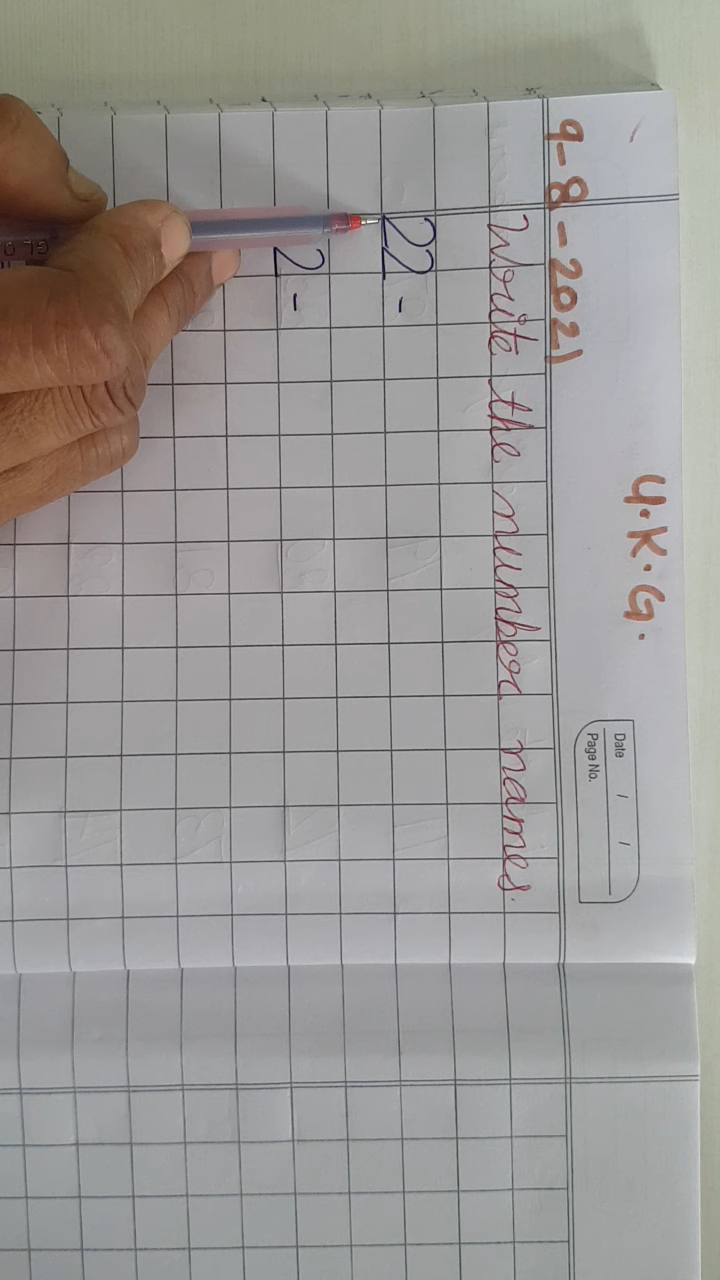 U.K.G.
Date / /
Page No.
9-8-2021
Write the number names.
22 -
2 -